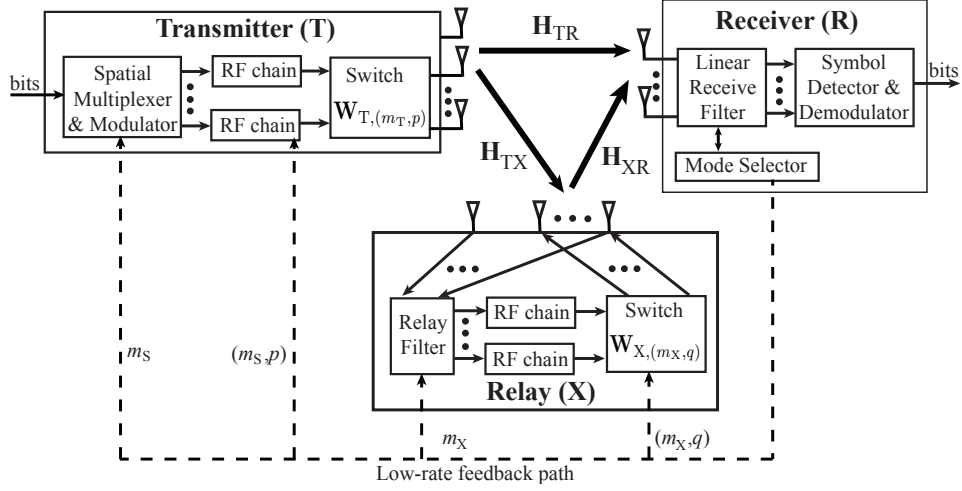 Transmitter (T)
bits
Spatial
Multiplexer
& Modulator
RF chain
RF chain
Switch
W_T,(m_T,p)
H_TR
H_TX
H_XR
Receiver (R)
Linear
Receive
Filter
Symbol
Detector &
Demodulator
bits
Mode Selector
Relay
Filter
RF chain
RF chain
Switch
W_X,(m_X,q)
Relay (X)
m_S
(m_S,p)
m_X
(m_X,q)
Low-rate feedback path